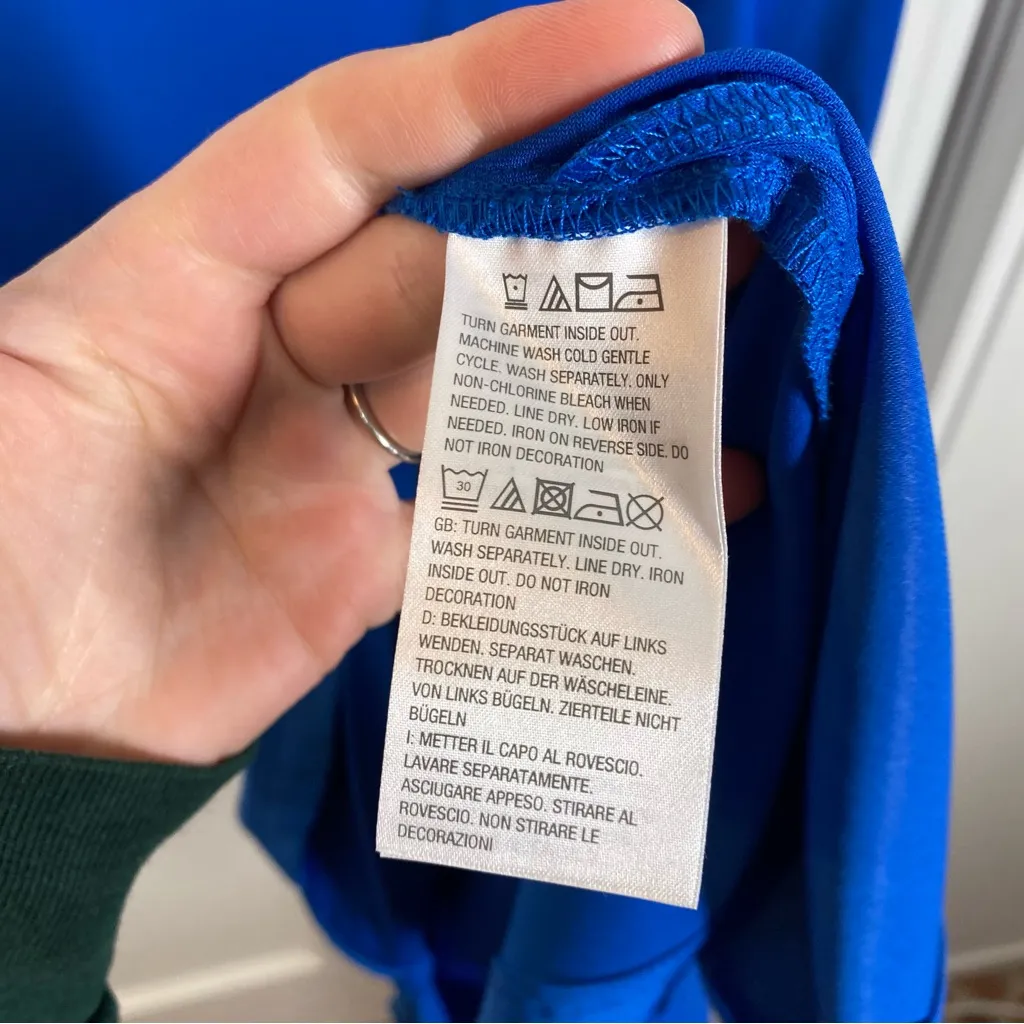 TURN GARMENT INSIDE OUT.
MACHINE WASH COLD GENTLE
CYCLE. WASH SEPARATELY. ONLY
NON-CHLORINE BLEACH WHEN
NEEDED. LINE DRY. LOW IRON IF
NEEDED. IRON ON REVERSE SIDE. DO
NOT IRON DECORATION
30
GB: TURN GARMENT INSIDE OUT.
WASH SEPARATELY. LINE DRY. IRON
INSIDE OUT. DO NOT IRON
DECORATION
D: BEKLEIDUNGSSTÜCK AUF LINKS
WENDEN. SEPARAT WASCHEN.
TROCKNEN AUF DER WÄSCHELEINE.
VON LINKS BÜGELN. ZIERTEILE NICHT
BÜGELN
I: METTER IL CAPO AL ROVESCIO.
LAVARE SEPARATAMENTE.
ASCIUGARE APPESO. STIRARE AL
ROVESCIO. NON STIRARE LE
DECORAZIONI